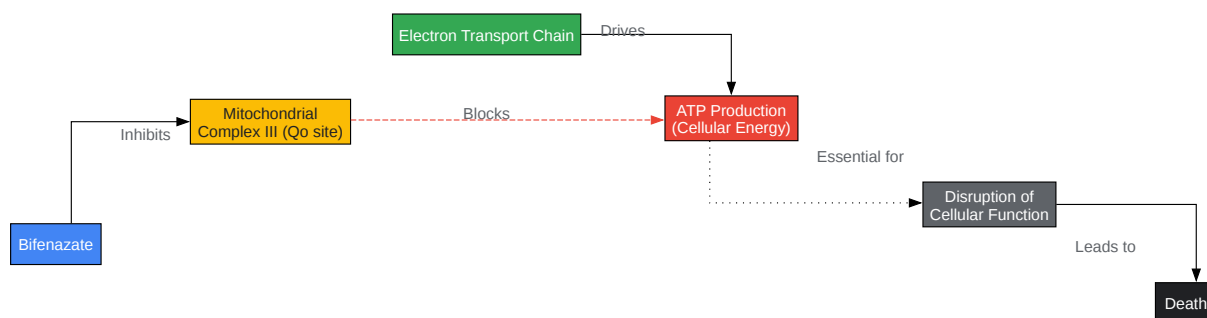 Electron Transport Chain
Drives
Mitochondrial
Complex III (Qo site)
Inhibits
Blocks
ATP Production
(Cellular Energy)
Essential for
Disruption of
Cellular Function
Bifenazate
Leads to
Death